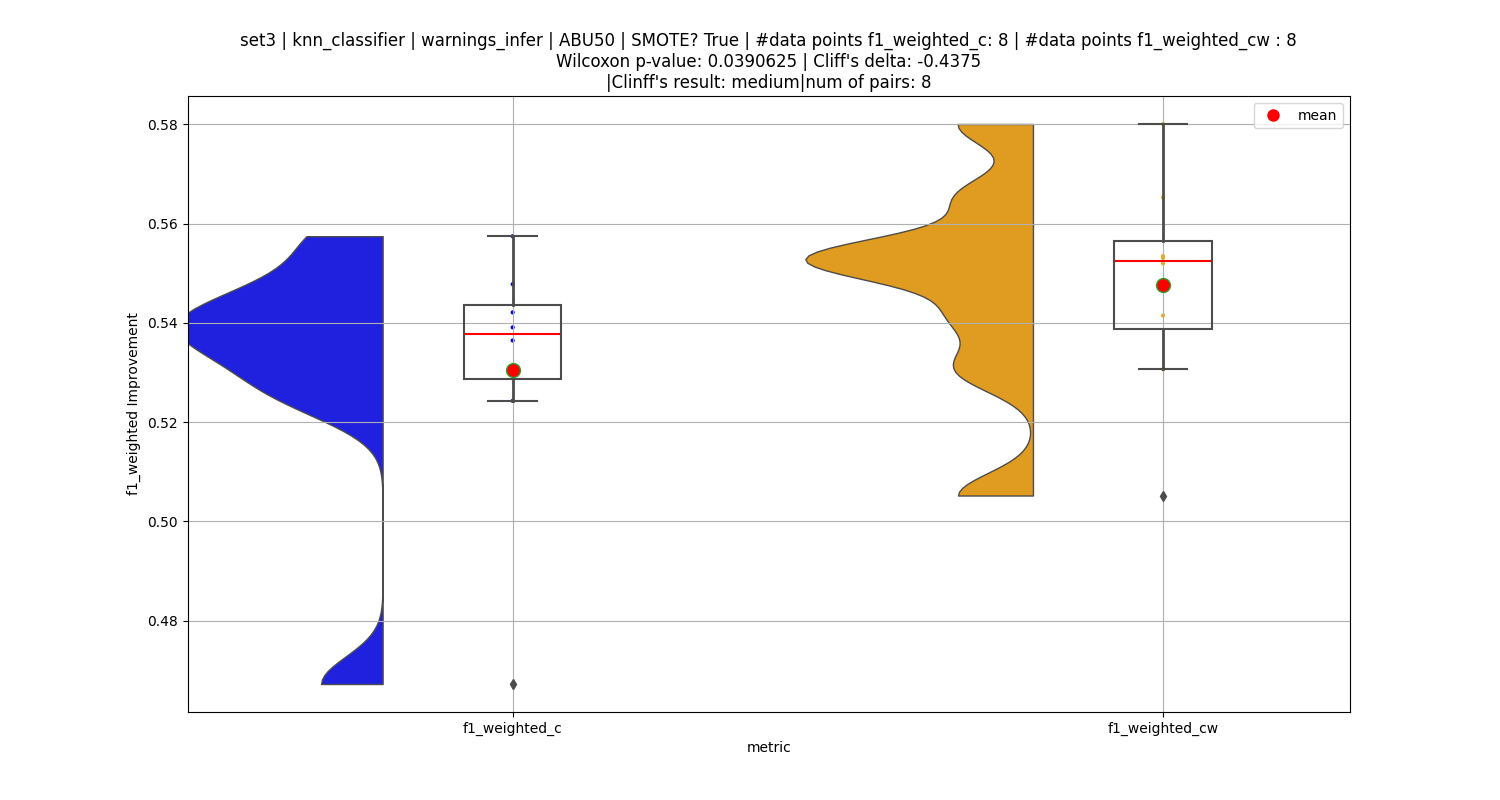 set3 | knn_classifier | warnings_infer | ABU50 | SMOTE? True | #data points f1_weighted_c: 8 | #data points f1_weighted_cw : 8
Wilcoxon p-value: 0.0390625 | Cliff's delta: -0.4375
|Clinff's result: medium|num of pairs: 8
mean
0.58
0.56
0.54
0.52
0.50
0.48
f1_weighted Improvement
f1_weighted_c
f1_weighted_cw
metric